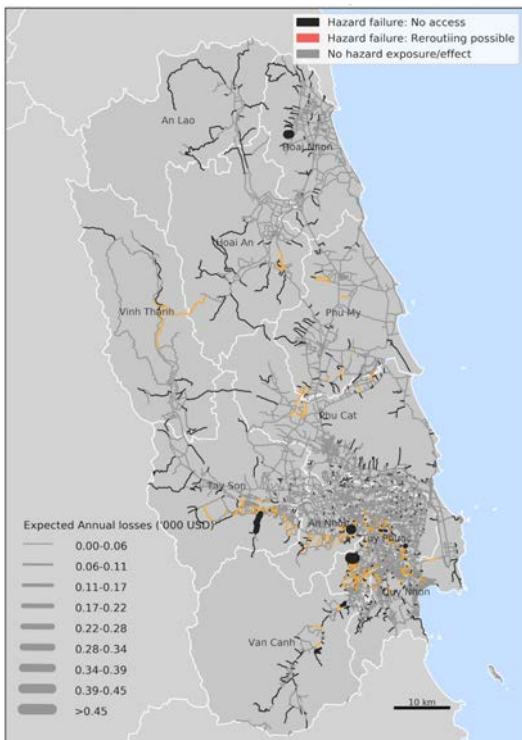 Hazard failure: No access
Hazard failure: Reroutiing possible
No hazard exposure/effect
An Lao
Hoai Nhon
Hoai An
Vinh Thanh
Phu My
Phu Cat
Tay Son
Expected Annual losses ('000 USD)
An Nhon
Tuy Phuoc
0.00-0.06
0.06-0.11
0.11-0.17
Quy Nhon
0.17-0.22
0.22-0.28
0.28-0.34
Van Canh
0.34-0.39
0.39-0.45
>0.45
10 km